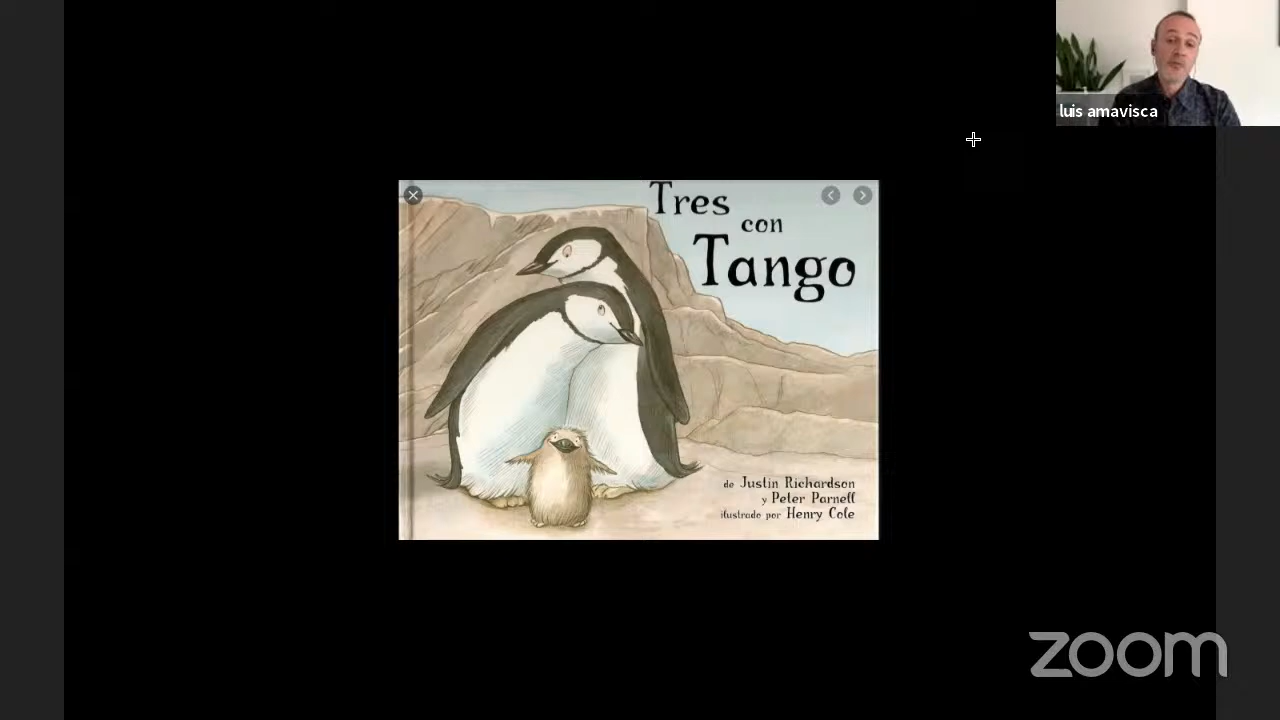 luis amavisca
Tres
con
Tango
de Justin Richardson
y Peter Parnell
ilustrado por Henry Cole
zoom